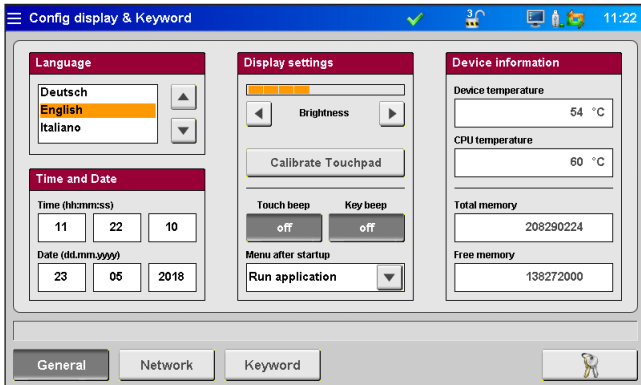 Config display & Keyword
3
11:22
Language
Deutsch
English
Italiano
Time and Date
Time (hh:mm:ss)
11 22 10
Date (dd.mm.yyyy)
23 05 2018
Display settings
Brightness
Calibrate Touchpad
Touch beep Key beep
off off
Menu after startup
Run application
Device information
Device temperature
54 °C
CPU temperature
60 °C
Total memory
208290224
Free memory
138272000
General Network Keyword